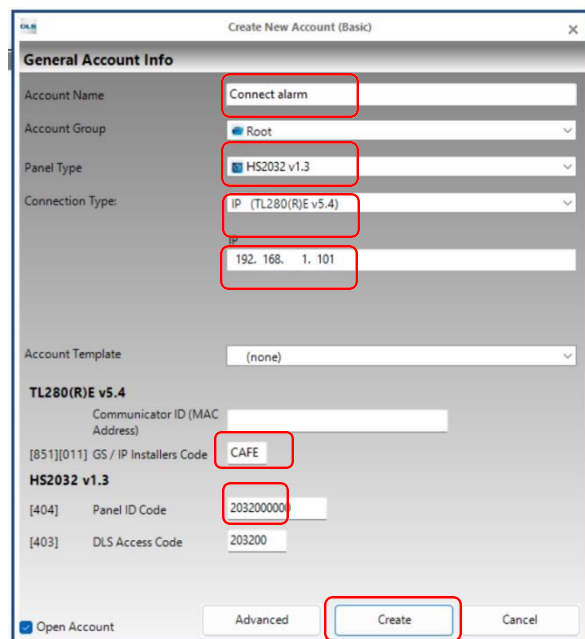 DLS
Create New Account (Basic)
General Account Info
Account Name Connect alarm
Account Group Root
Panel Type HS2032 v1.3
Connection Type: IP (TL280(R)E v5.4)
IP
192. 168. 1. 101
Account Template (none)
TL280(R)E v5.4
Communicator ID (MAC
Address)
[851][011] GS / IP Installers Code CAFE
HS2032 v1.3
[404] Panel ID Code 2032000000
[403] DLS Access Code 203200
Open Account Advanced Create Cancel